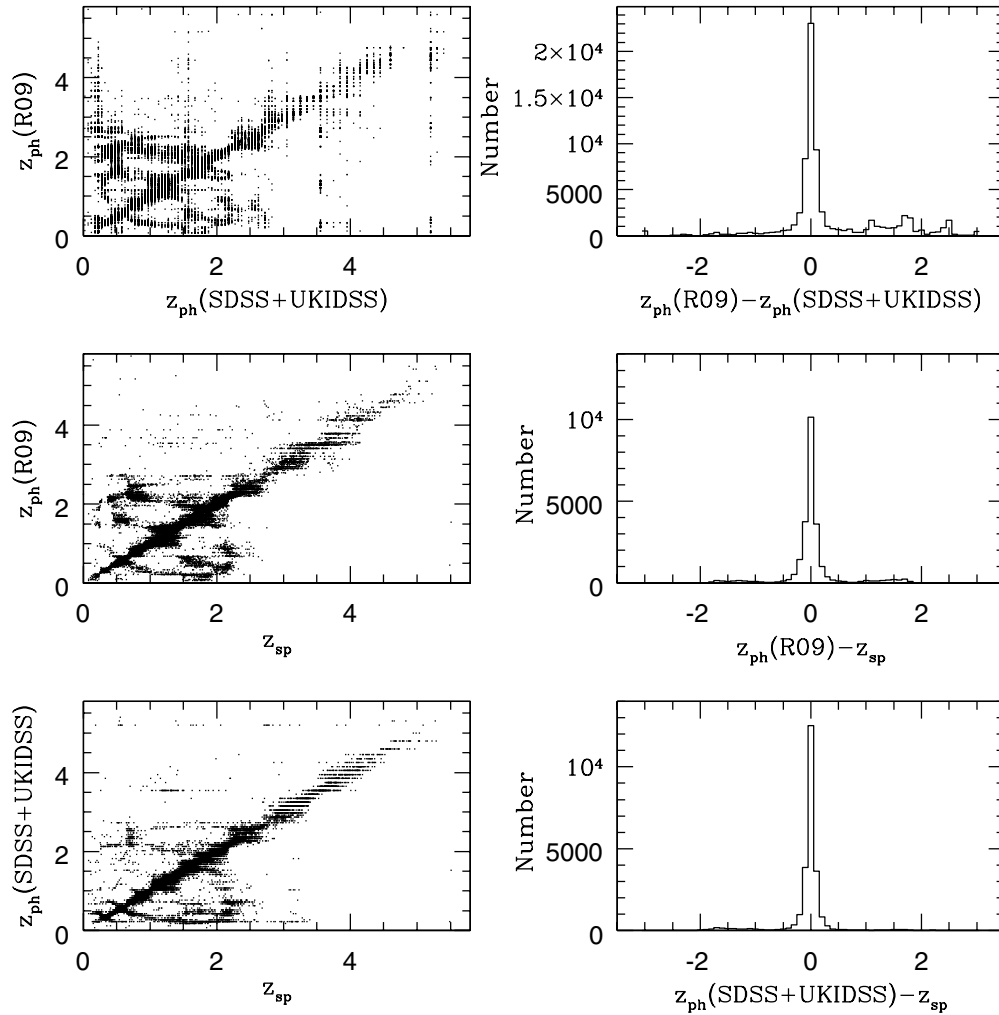 z_ph(R09)
4
2
0
0 2 4
z_ph(SDSS+UKIDSS)
Number
2×10⁴
1.5×10⁴
10⁴
5000
0
-2 0 2
z_ph(R09)−z_ph(SDSS+UKIDSS)
z_ph(R09)
4
2
0
0 2 4
z_sp
Number
10⁴
5000
0
-2 0 2
z_ph(R09)−z_sp
z_ph(SDSS+UKIDSS)
4
2
0
0 2 4
z_sp
Number
10⁴
5000
0
-2 0 2
z_ph(SDSS+UKIDSS)−z_sp